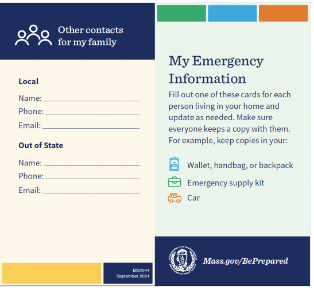 Other contacts
for my family
Local
Name:
Phone:
Email:
Out of State
Name:
Phone:
Email:
September 2021
My Emergency
Information
Fill out one of these cards for each
person living in your home and
update as needed. Make sure
everyone keeps a copy with them.
For example, keep copies in your:
Wallet, handbag, or backpack
Emergency supply kit
Car
Mass.gov/BePrepared